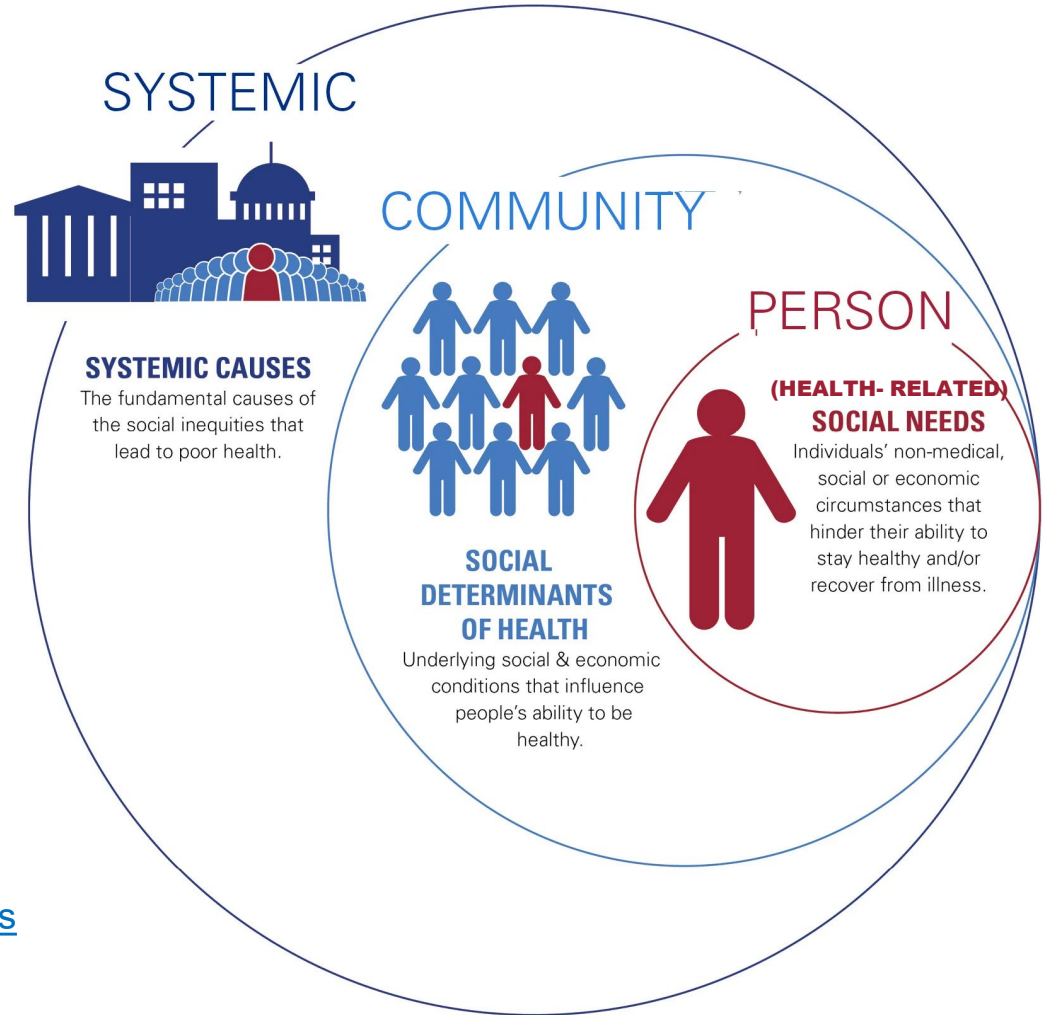 SYSTEMIC
SYSTEMIC CAUSES
The fundamental causes of
the social inequities that
lead to poor health.
COMMUNITY
SOCIAL
DETERMINANTS
OF HEALTH
Underlying social & economic
conditions that influence
people's ability to be
healthy.
PERSON
(HEALTH- RELATED)
SOCIAL NEEDS
Individuals' non-medical,
social or economic
circumstances that
hinder their ability to
stay healthy and/or
recover from illness.
s